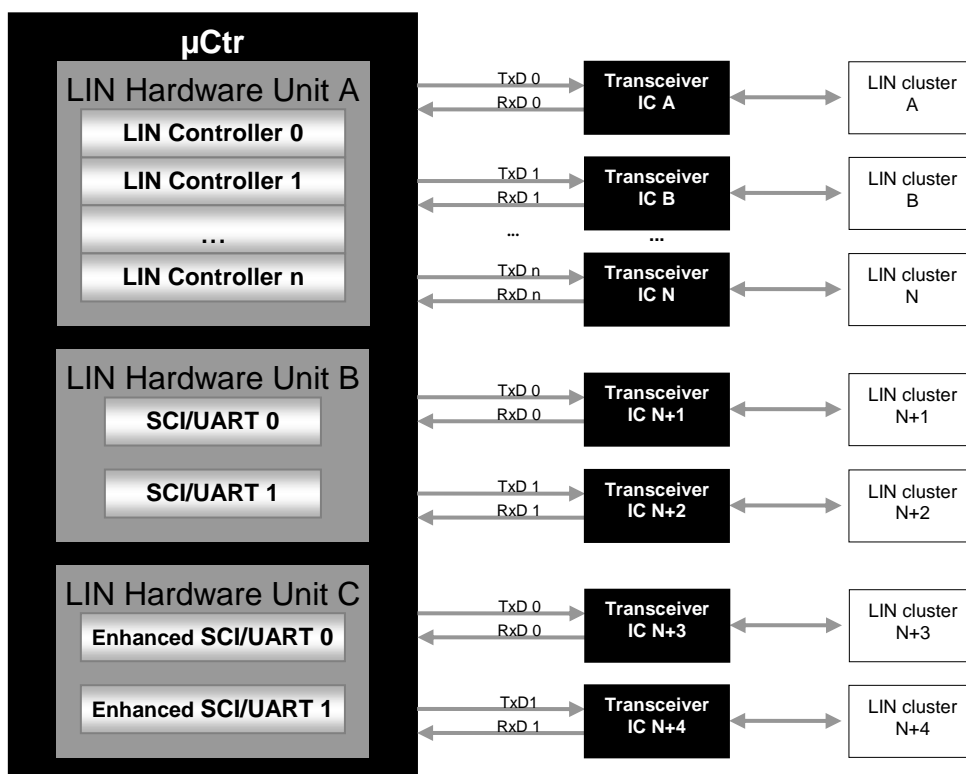 µCtr
LIN Hardware Unit A
LIN Controller 0
LIN Controller 1
...
LIN Controller n
TxD 0
RxD 0
Transceiver
IC A
LIN cluster
A
TxD 1
RxD 1
Transceiver
IC B
LIN cluster
B
...
...
TxD n
RxD n
Transceiver
IC N
LIN cluster
N
LIN Hardware Unit B
SCI/UART 0
SCI/UART 1
TxD 0
RxD 0
Transceiver
IC N+1
LIN cluster
N+1
TxD 1
RxD 1
Transceiver
IC N+2
LIN cluster
N+2
LIN Hardware Unit C
Enhanced SCI/UART 0
Enhanced SCI/UART 1
TxD 0
RxD 0
Transceiver
IC N+3
LIN cluster
N+3
TxD1
RxD 1
Transceiver
IC N+4
LIN cluster
N+4